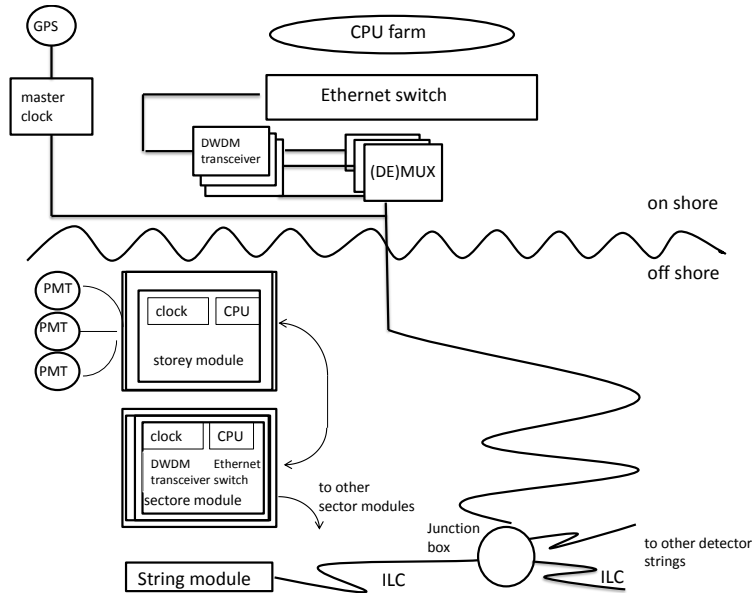 GPS
CPU farm
master
clock
Ethernet switch
DWDM
transceiver
(DE)MUX
on shore
off shore
PMT
PMT
PMT
clock
CPU
storey module
clock
CPU
DWDM Ethernet
transceiver switch
sectore module
to other
sector modules
Junction
box
to other detector
strings
String module
ILC
ILC